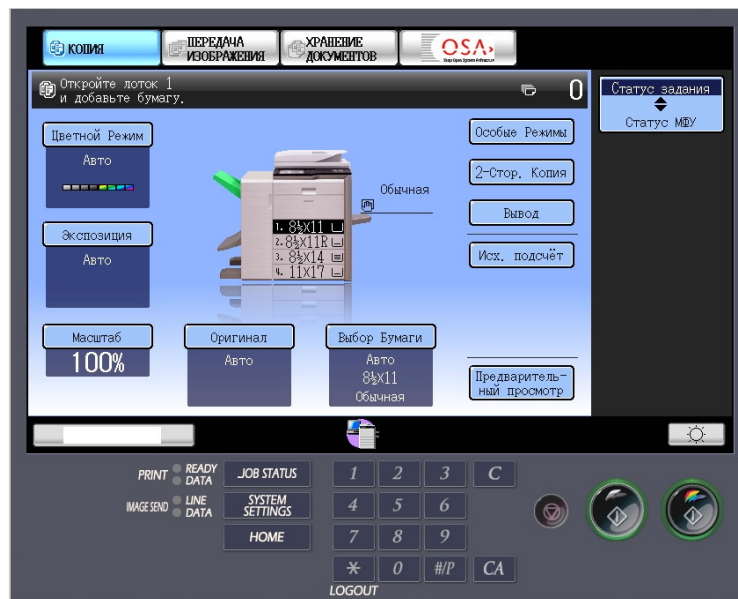 КОПИЯ
ПЕРЕДАЧА
ИЗОБРАЖЕНИЯ
ХРАНЕНИЕ
ДОКУМЕНТОВ
OSA
Откройте лоток 1
и добавьте бумагу.
0
Статус задания
Статус МФУ
Цветной Режим
Авто
Экспозиция
Авто
Обычная
1. 8½X11
2. 8½X11R
3. 8½X14
4. 11X17
Особые Режимы
2-Стор. Копия
Вывод
Исх. подсчёт
Масштаб
100%
Оригинал
Авто
Выбор Бумаги
Авто
8½X11
Обычная
Предваритель-
ный просмотр
PRINT READY
DATA
IMAGE SEND LINE
DATA
JOB STATUS
SYSTEM
SETTINGS
HOME
1 2 3 C
4 5 6
7 8 9
* 0 #/P CA
LOGOUT